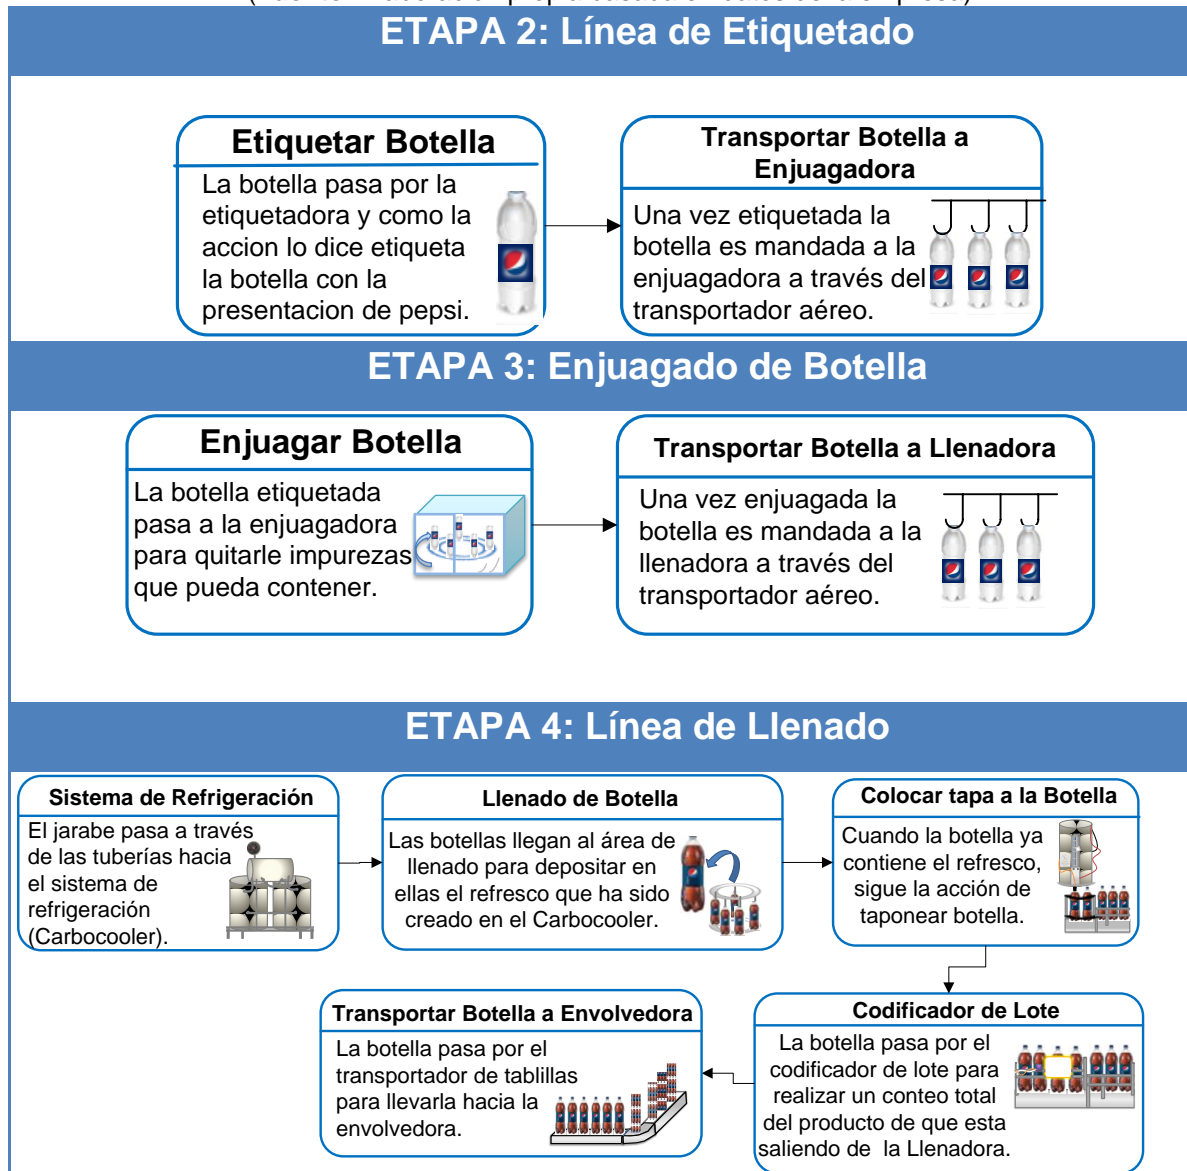 ETAPA 2: Línea de Etiquetado
Etiquetar Botella
La botella pasa por la
etiquetadora y como la
accion lo dice etiqueta
la botella con la
presentacion de pepsi.
Transportar Botella a
Enjuagadora
Una vez etiquetada la
botella es mandada a la
enjuagadora a través del
transportador aéreo.
ETAPA 3: Enjuagado de Botella
Enjuagar Botella
La botella etiquetada
pasa a la enjuagadora
para quitarle impurezas
que pueda contener.
Transportar Botella a Llenadora
Una vez enjuagada la
botella es mandada a la
llenadora a través del
transportador aéreo.
ETAPA 4: Línea de Llenado
Sistema de Refrigeración
El jarabe pasa a través
de las tuberías hacia
el sistema de
refrigeración
(Carbocooler).
Llenado de Botella
Las botellas llegan al área de
llenado para depositar en
ellas el refresco que ha sido
creado en el Carbocooler.
Colocar tapa a la Botella
Cuando la botella ya
contiene el refresco,
sigue la acción de
taponear botella.
Codificador de Lote
La botella pasa por el
codificador de lote para
realizar un conteo total
del producto de que esta
saliendo de la Llenadora.
Transportar Botella a Envolvedora
La botella pasa por el
transportador de tablillas
para llevarla hacia la
envolvedora.